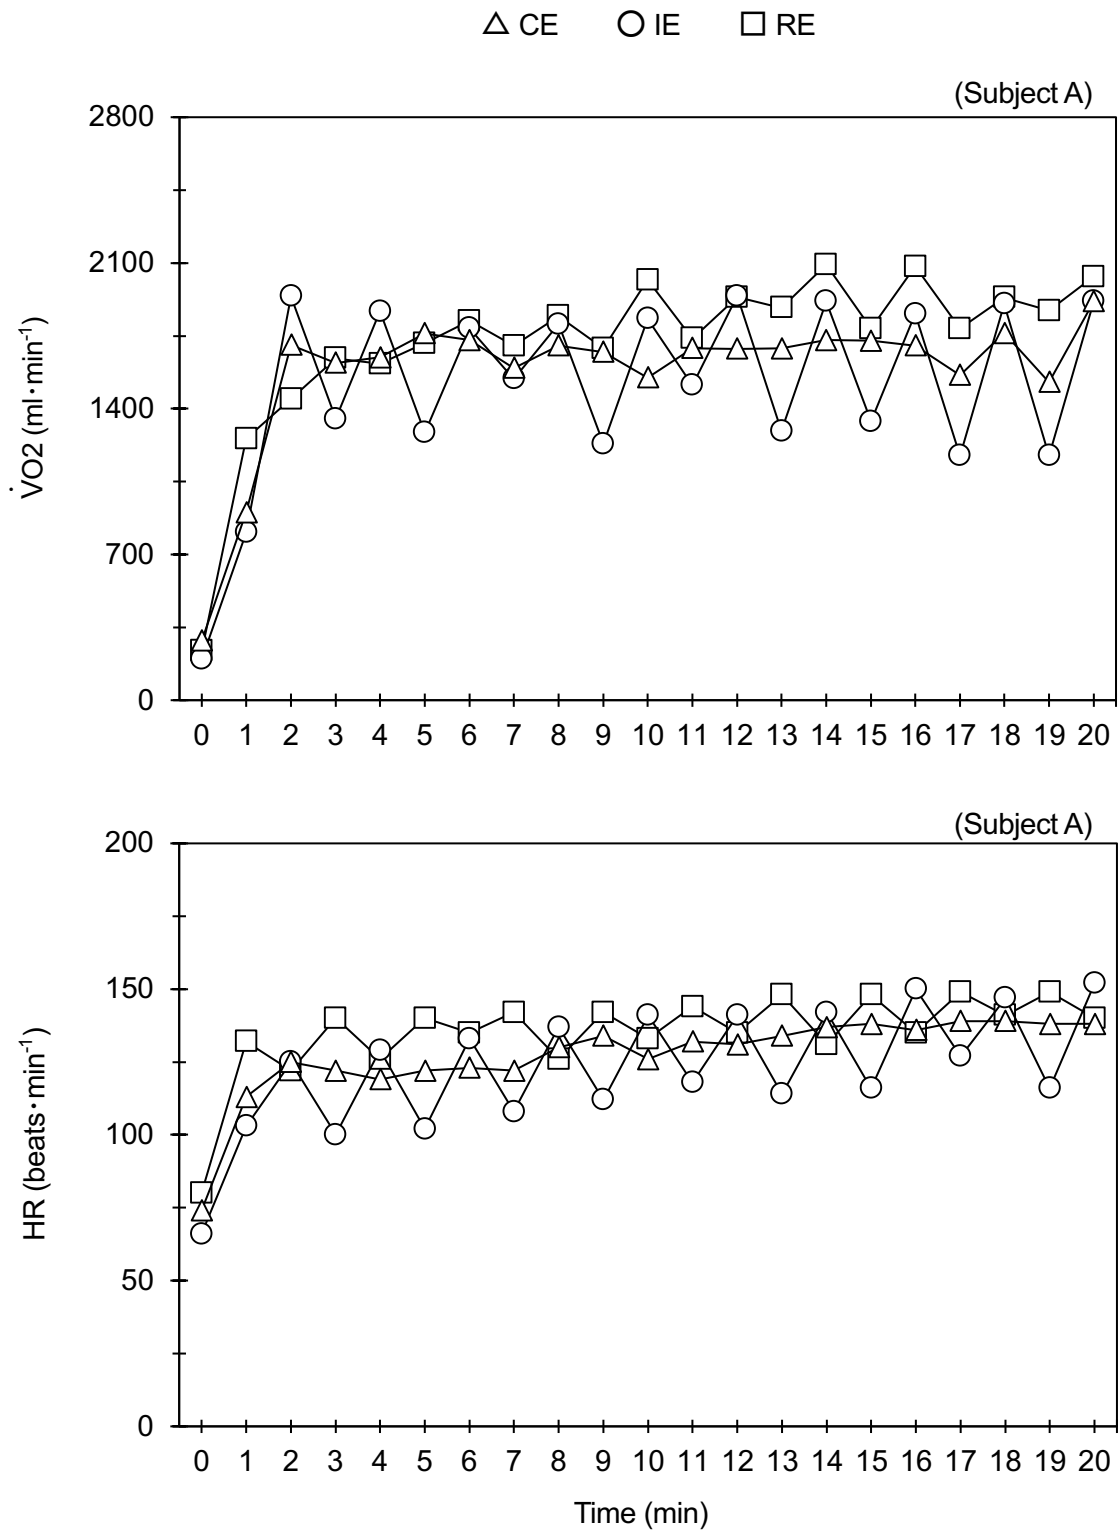 CE IE RE
(Subject A)
2800
2100
1400
700
0
V̇O2 (ml·min-1)
0 1 2 3 4 5 6 7 8 9 10 11 12 13 14 15 16 17 18 19 20
(Subject A)
200
150
100
50
0
HR (beats·min-1)
0 1 2 3 4 5 6 7 8 9 10 11 12 13 14 15 16 17 18 19 20
Time (min)